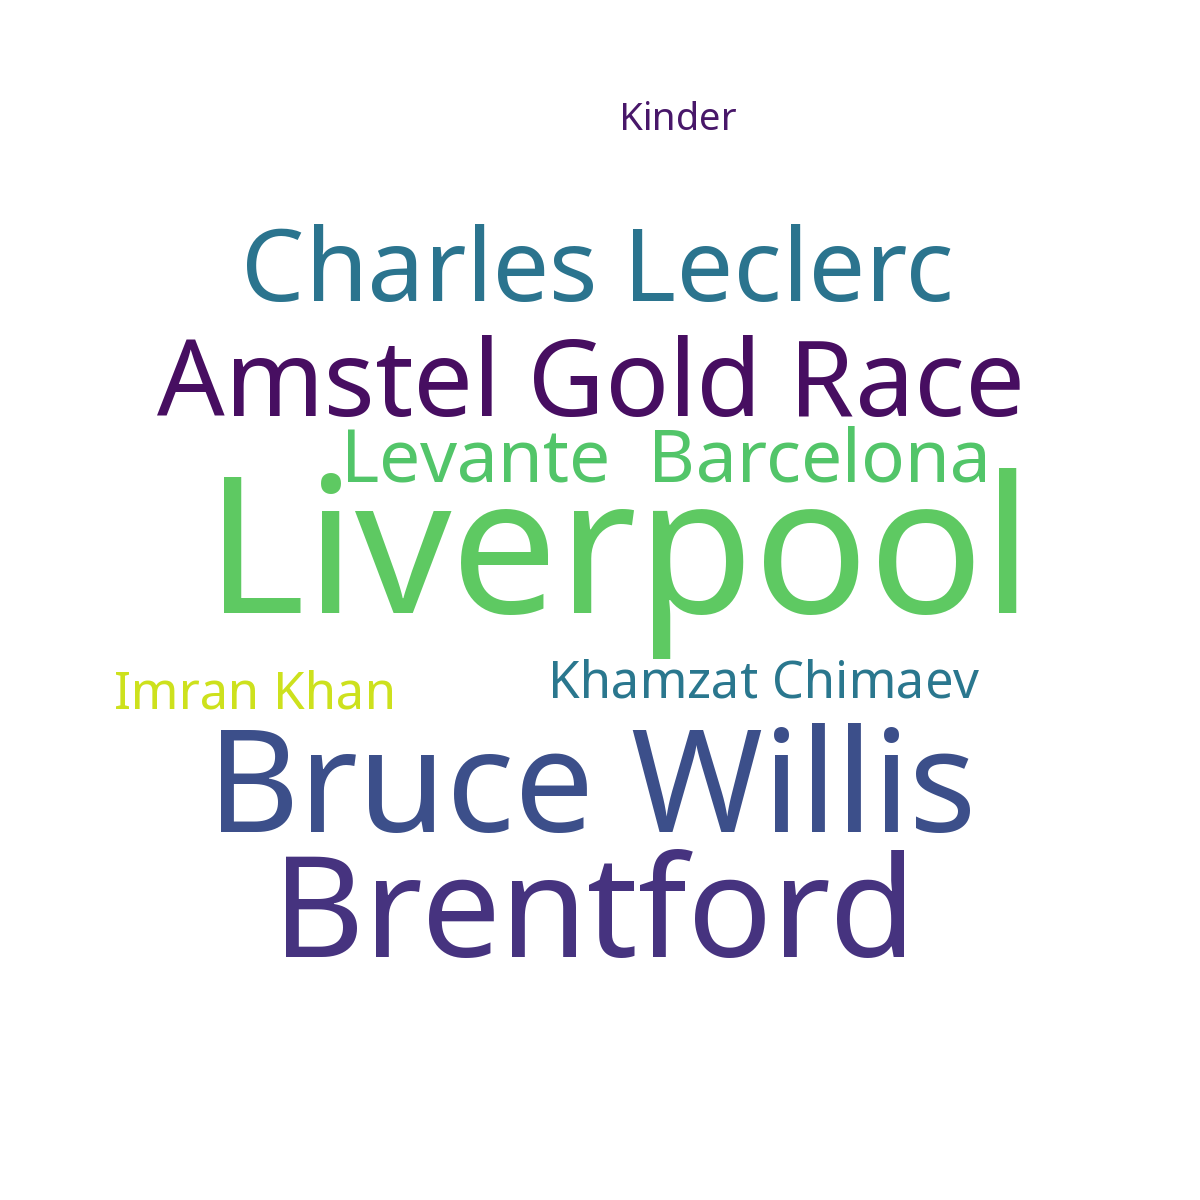 Kinder
Charles Leclerc
Amstel Gold Race
Levante  Barcelona
Liverpool
Imran Khan
Khamzat Chimaev
Bruce Willis
Brentford